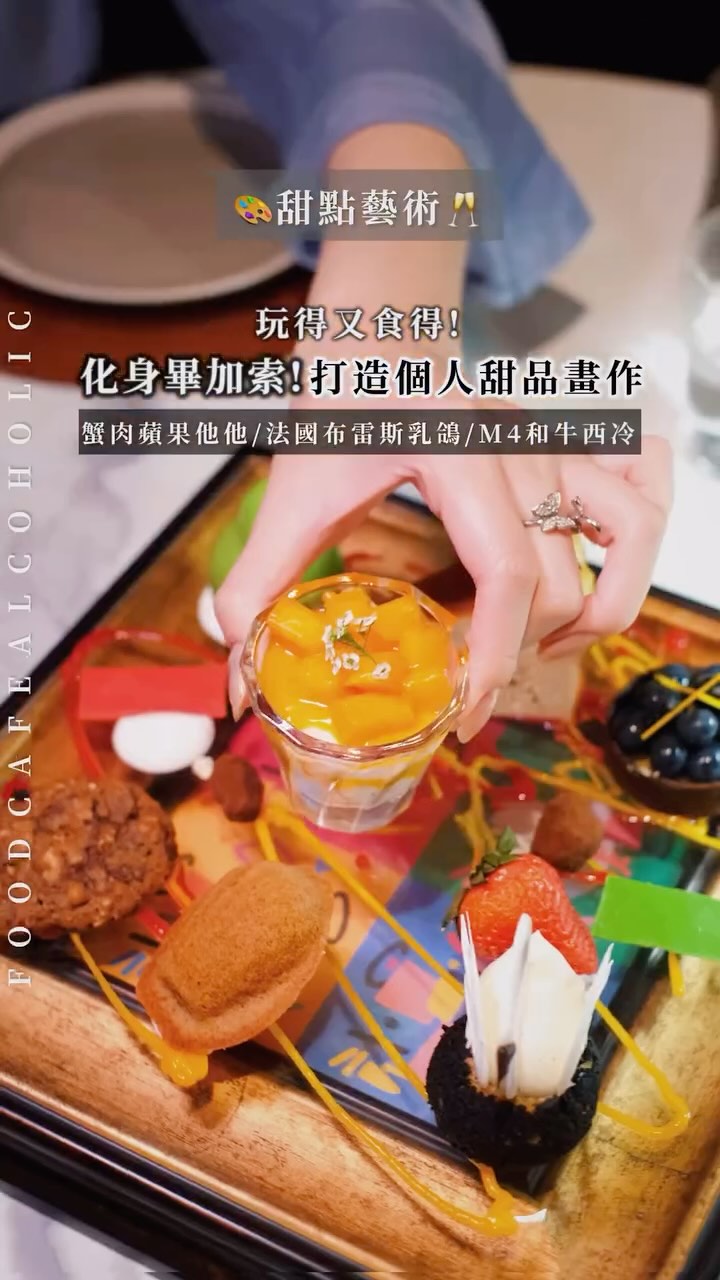 🎨甜點藝術🥂
玩得又食得!
化身畢加索!打造個人甜品畫作
蟹肉蘋果他他/法國布雷斯乳鴿/M4和牛西冷
FOODCAFEALCOHOLIC